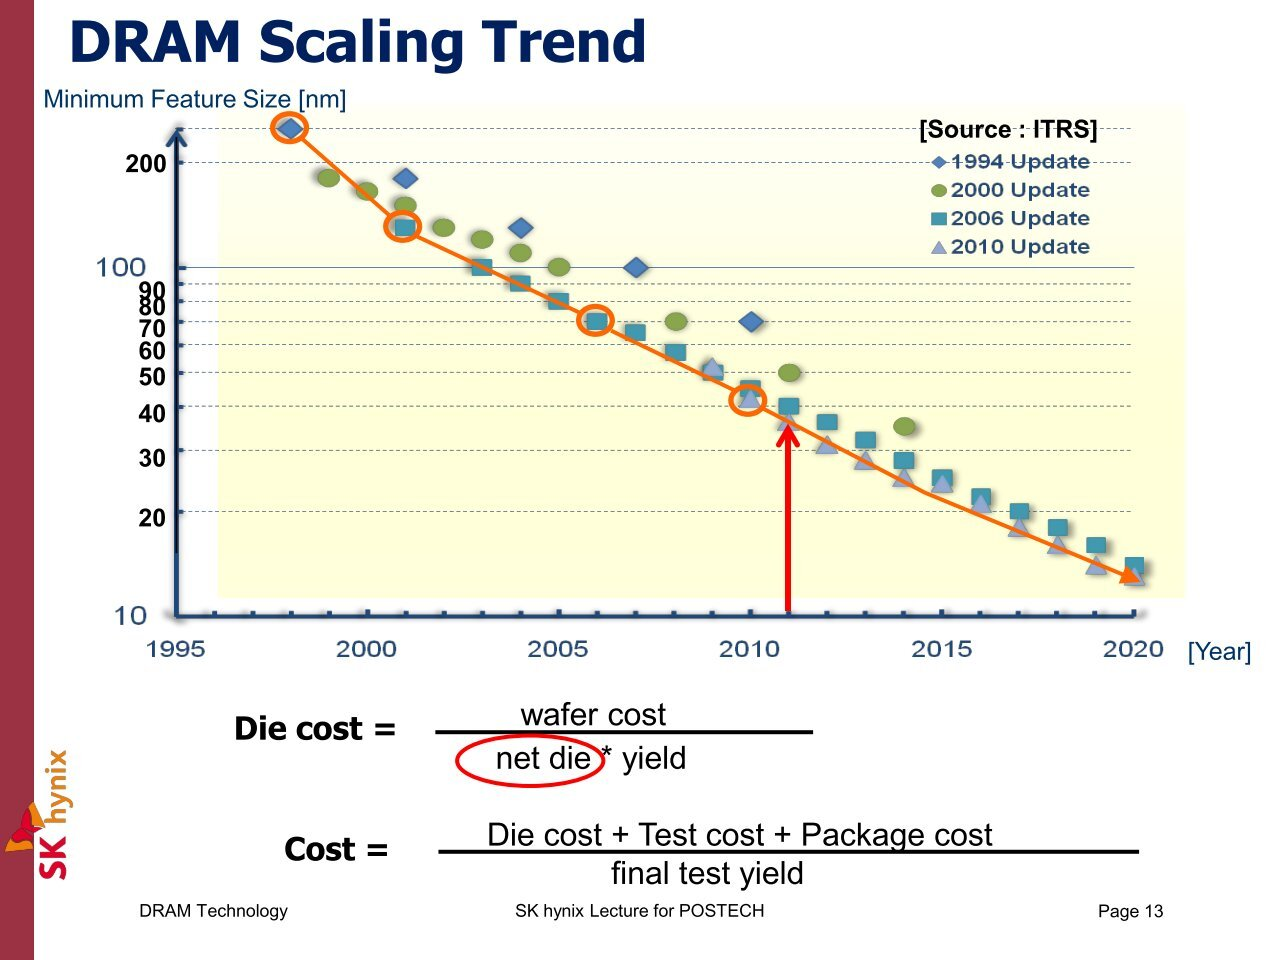 DRAM Scaling Trend
Minimum Feature Size [nm]
[Source : ITRS]
1994 Update
2000 Update
2006 Update
2010 Update
200
100
90
80
70
60
50
40
30
20
10
1995 2000 2005 2010 2015 2020 [Year]
Die cost =
wafer cost
net die * yield
Cost =
Die cost + Test cost + Package cost
final test yield
SK hynix
DRAM Technology SK hynix Lecture for POSTECH Page 13